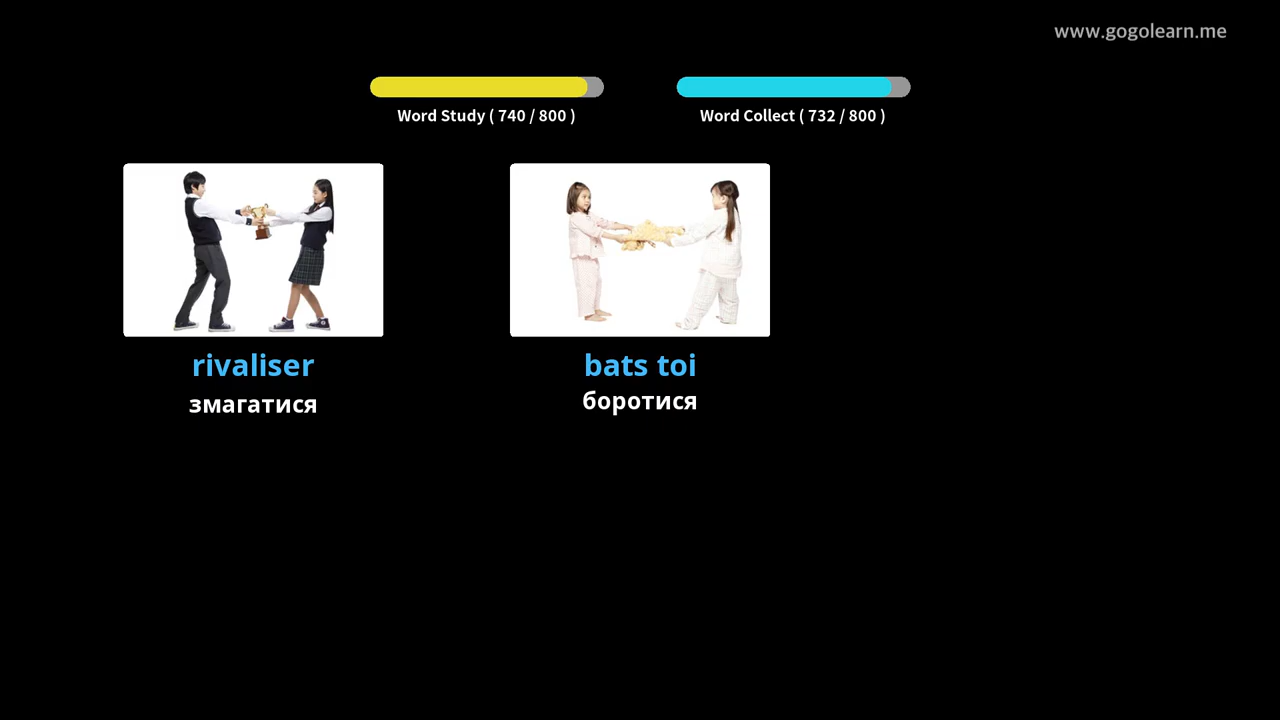 www.gogolearn.me
Word Study ( 740 / 800 )
Word Collect ( 732 / 800 )
rivaliser
змагатися
bats toi
боротися